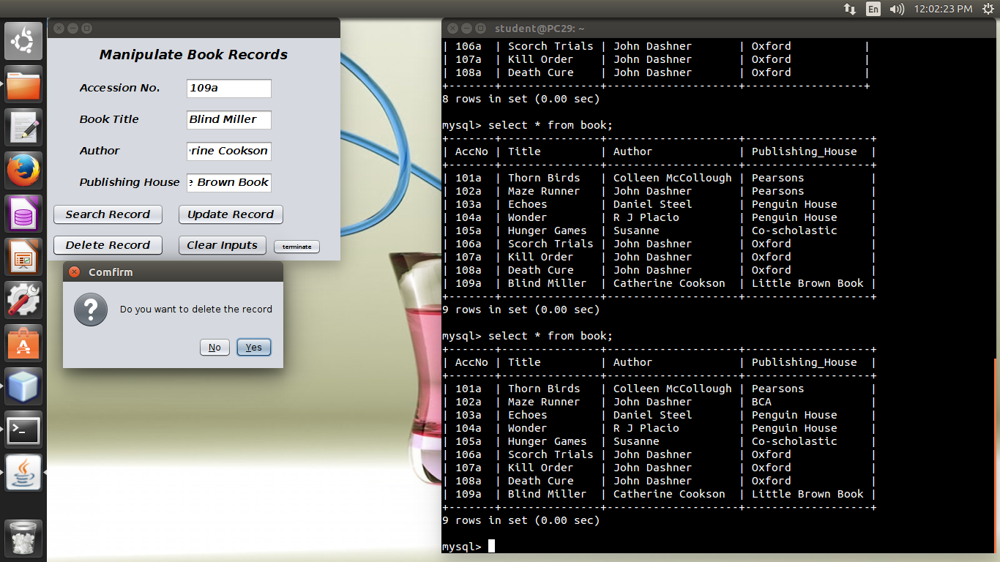 En 12:02:23 PM
Manipulate Book Records
Accession No. 109a
Book Title Blind Miller
Author rine Cookson
Publishing House e Brown Book
Search Record Update Record
Delete Record Clear Inputs terminate
Comfirm
Do you want to delete the record
No Yes
student@PC29: ~
| 106a | Scorch Trials | John Dashner | Oxford |
| 107a | Kill Order | John Dashner | Oxford |
| 108a | Death Cure | John Dashner | Oxford |
+-------+---------------+--------------------+------------------+
8 rows in set (0.00 sec)
mysql> select * from book;
+-------+---------------+--------------------+-------------------+
| AccNo | Title | Author | Publishing_House |
+-------+---------------+--------------------+-------------------+
| 101a | Thorn Birds | Colleen McCollough | Pearsons |
| 102a | Maze Runner | John Dashner | Pearsons |
| 103a | Echoes | Daniel Steel | Penguin House |
| 104a | Wonder | R J Placio | Penguin House |
| 105a | Hunger Games | Susanne | Co-scholastic |
| 106a | Scorch Trials | John Dashner | Oxford |
| 107a | Kill Order | John Dashner | Oxford |
| 108a | Death Cure | John Dashner | Oxford |
| 109a | Blind Miller | Catherine Cookson | Little Brown Book |
+-------+---------------+--------------------+-------------------+
9 rows in set (0.00 sec)
mysql> select * from book;
+-------+---------------+--------------------+-------------------+
| AccNo | Title | Author | Publishing_House |
+-------+---------------+--------------------+-------------------+
| 101a | Thorn Birds | Colleen McCollough | Pearsons |
| 102a | Maze Runner | John Dashner | BCA |
| 103a | Echoes | Daniel Steel | Penguin House |
| 104a | Wonder | R J Placio | Penguin House |
| 105a | Hunger Games | Susanne | Co-scholastic |
| 106a | Scorch Trials | John Dashner | Oxford |
| 107a | Kill Order | John Dashner | Oxford |
| 108a | Death Cure | John Dashner | Oxford |
| 109a | Blind Miller | Catherine Cookson | Little Brown Book |
+-------+---------------+--------------------+-------------------+
9 rows in set (0.00 sec)
mysql>